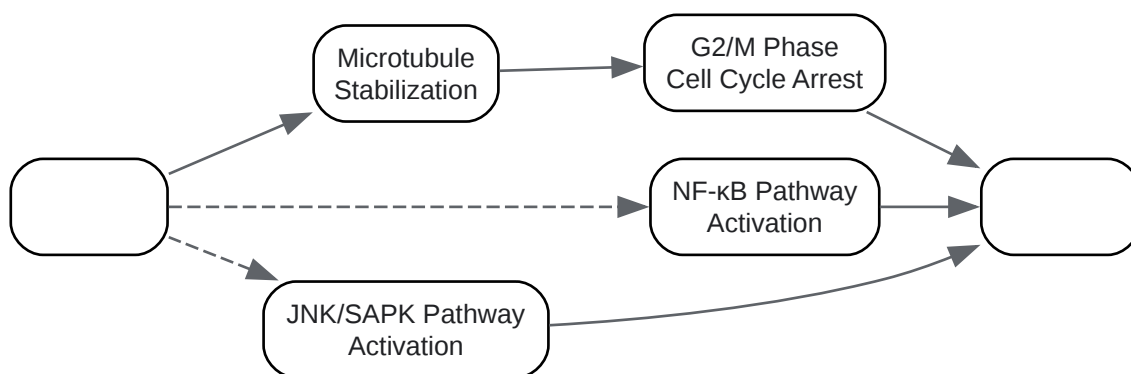 Microtubule
Stabilization
G2/M Phase
Cell Cycle Arrest
NF-κB Pathway
Activation
JNK/SAPK Pathway
Activation